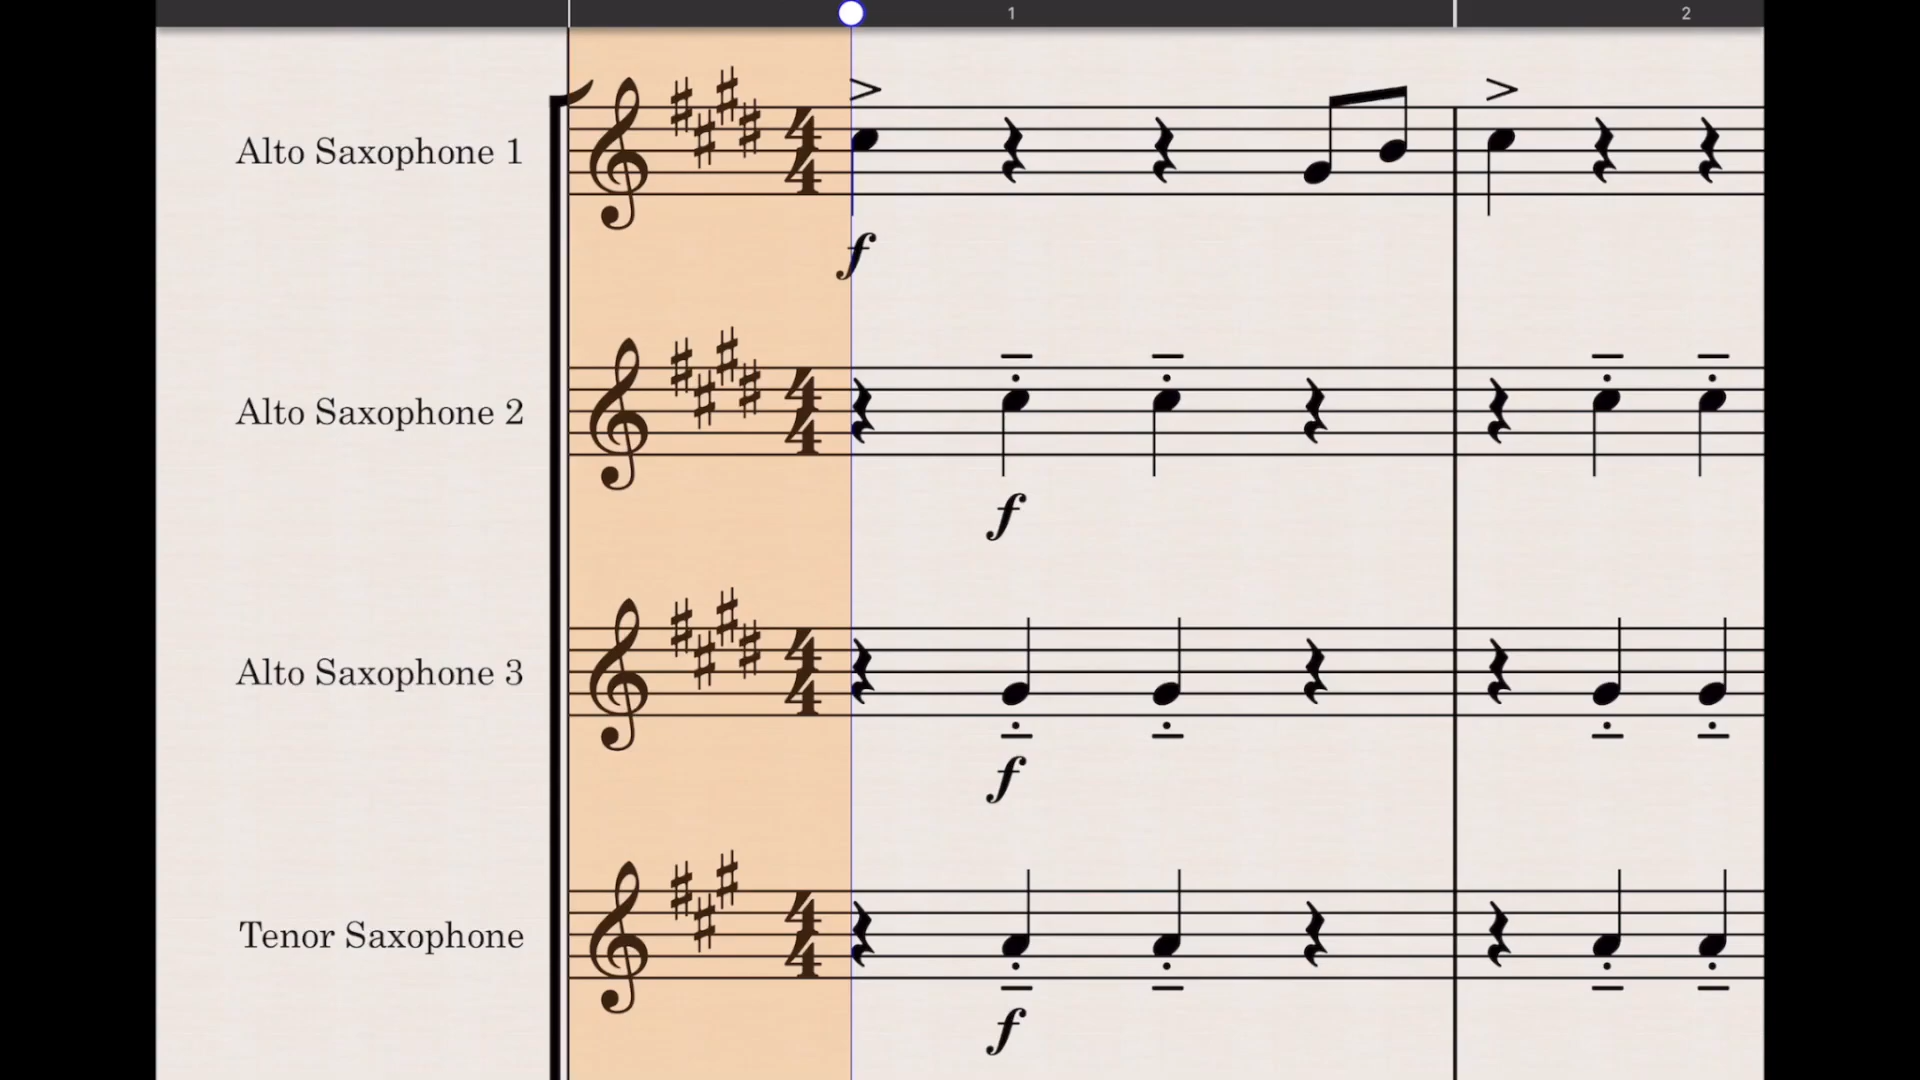 1 2
Alto Saxophone 1
f
Alto Saxophone 2
f
Alto Saxophone 3
f
Tenor Saxophone
f